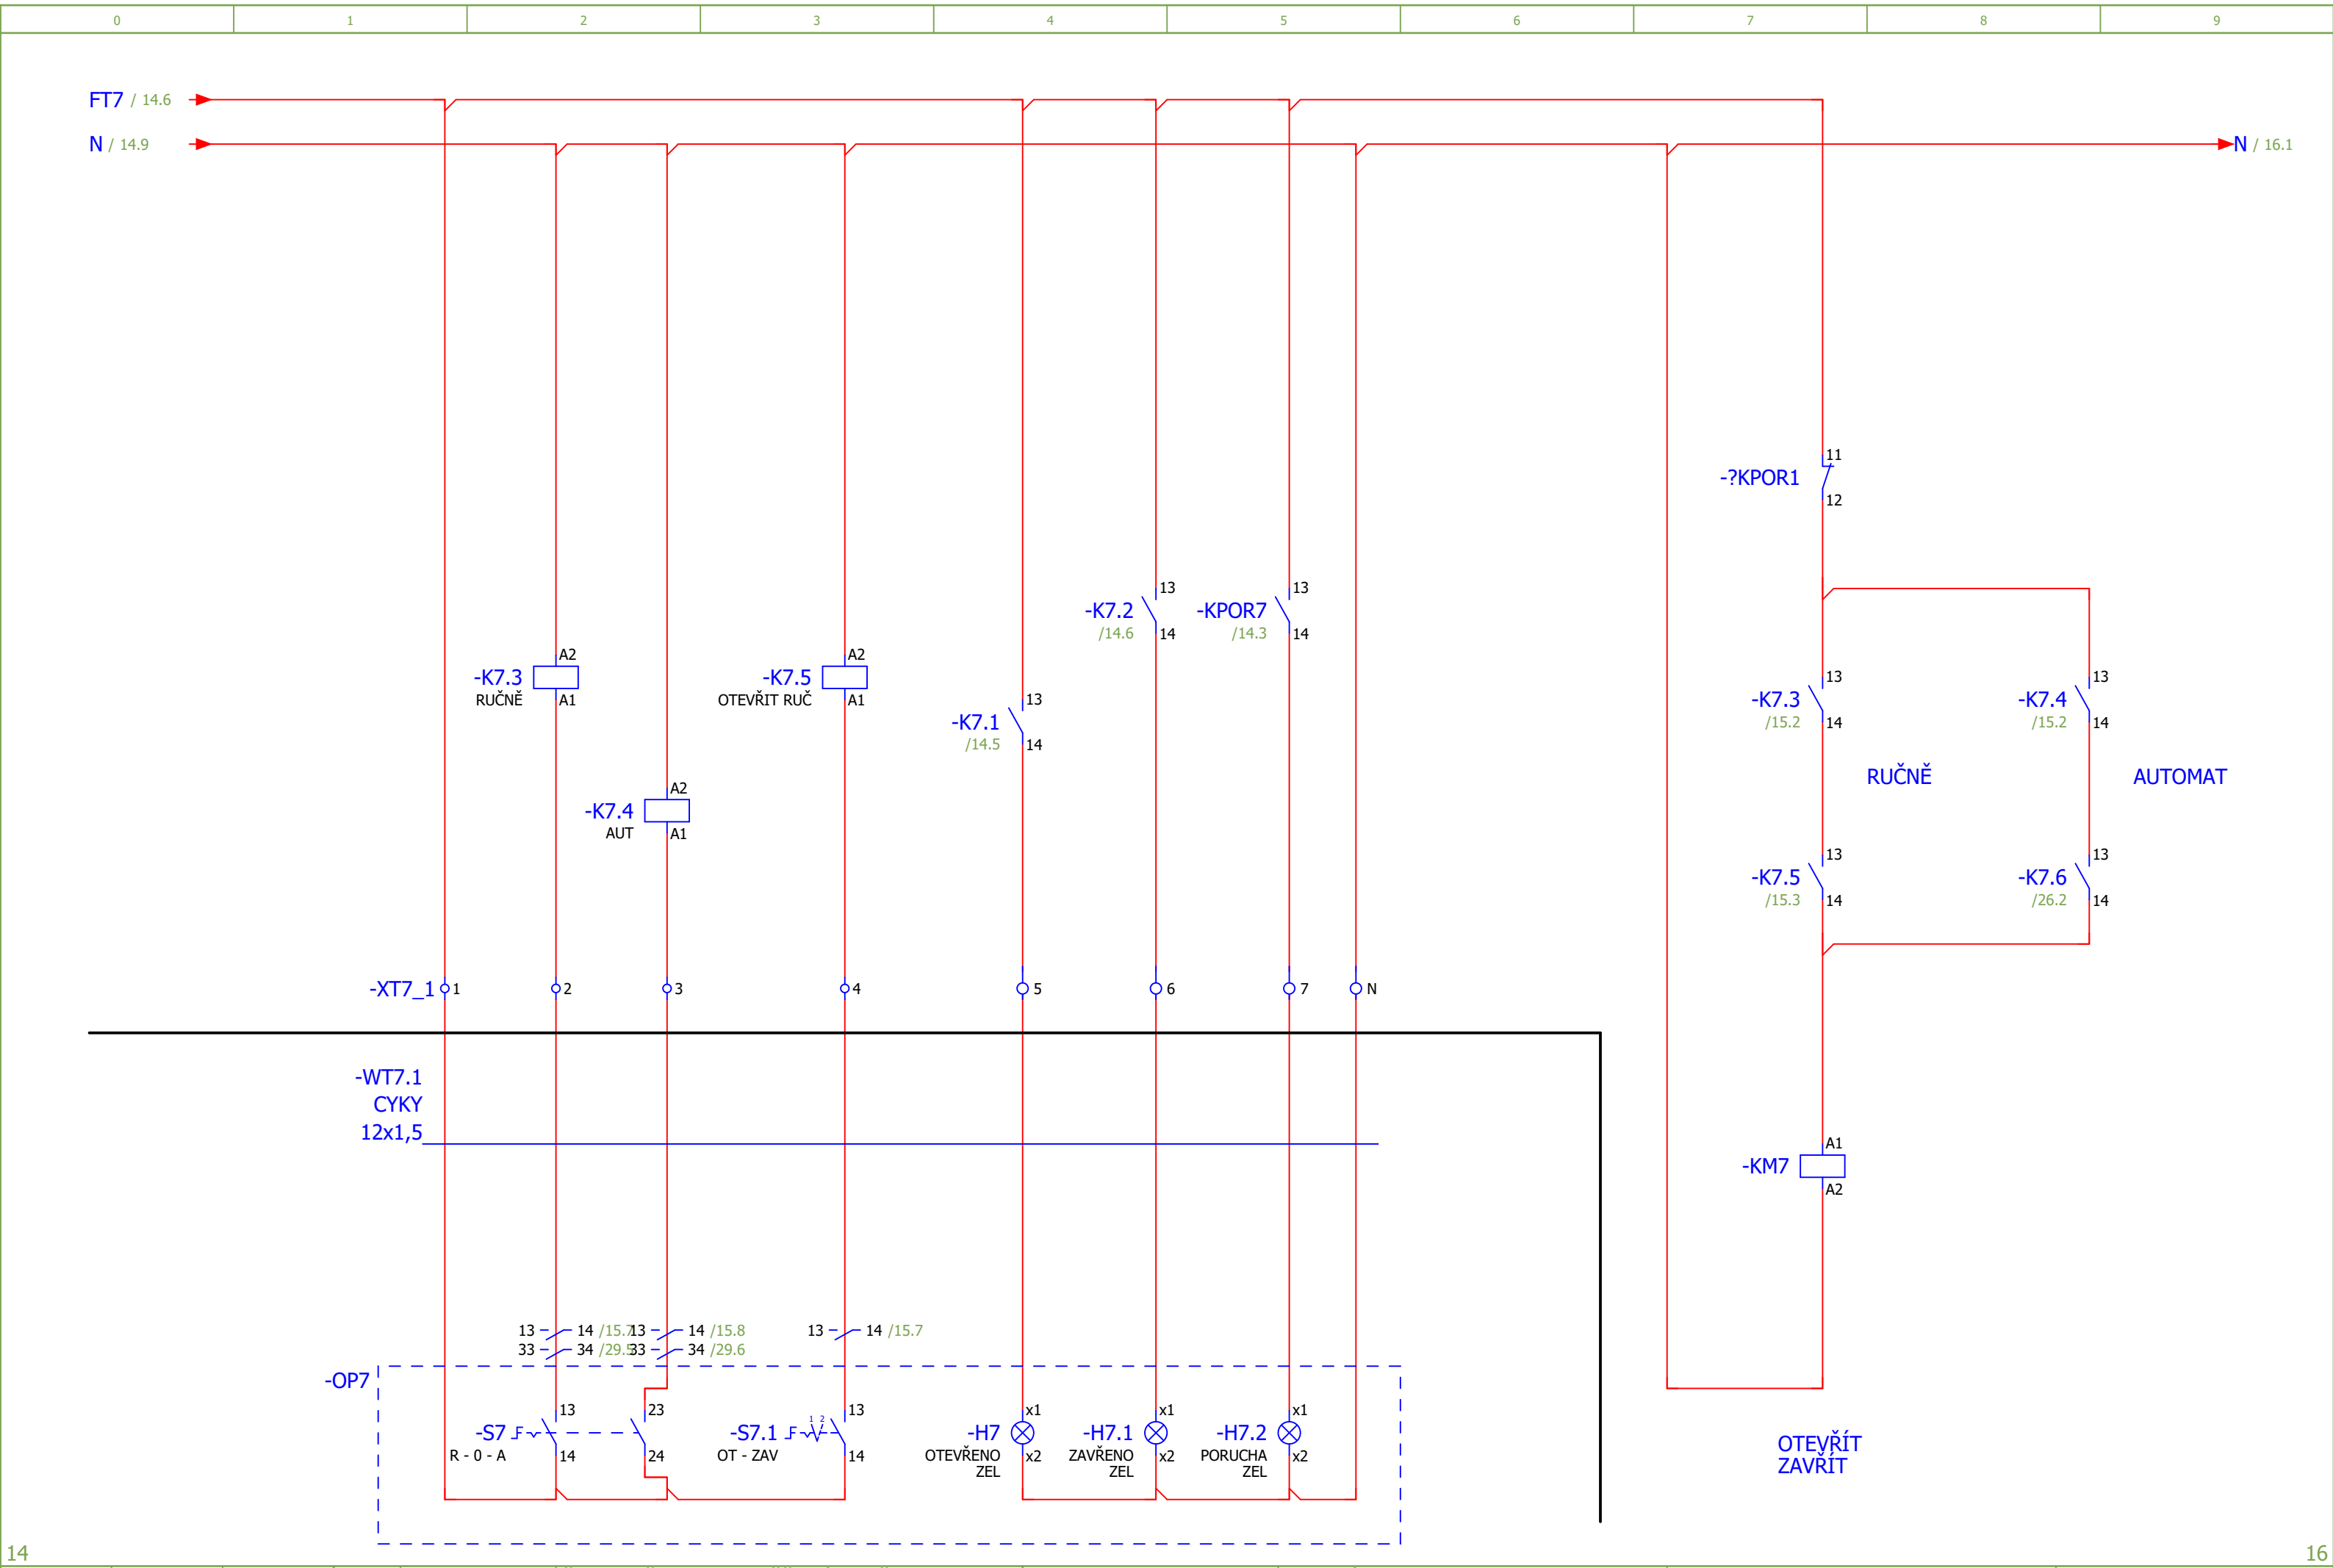 0 1 2 3 4 5 6 7 8 9
FT7 / 14.6
N / 14.9
N / 16.1
11
-?KPOR1
12
13 13
-K7.2 -KPOR7
/14.6 14 /14.3 14
A2 A2
-K7.3 -K7.5
RUČNĚ A1 OTEVŘIT RUČ A1
13 13
-K7.3 -K7.4
/15.2 14 /15.2 14
13
-K7.1
/14.5 14
RUČNĚ AUTOMAT
A2
-K7.4
AUT A1
13 13
-K7.5 -K7.6
/15.3 14 /26.2 14
-XT7_1 1 2 3 4 5 6 7 N
-WT7.1
CYKY
12x1,5
A1
-KM7
A2
13 14 /15.7 13 14 /15.8 13 14 /15.7
33 34 /29.5 33 34 /29.6
-OP7
13 23 1 2 13 x1 x1 x1
-S7 -S7.1 -H7 -H7.1 -H7.2
R - 0 - A 14 24 OT - ZAV 14 OTEVŘENO x2 ZAVŘENO x2 PORUCHA x2
ZEL ZEL ZEL
OTEVŘÍT
ZAVŘÍT
14 16